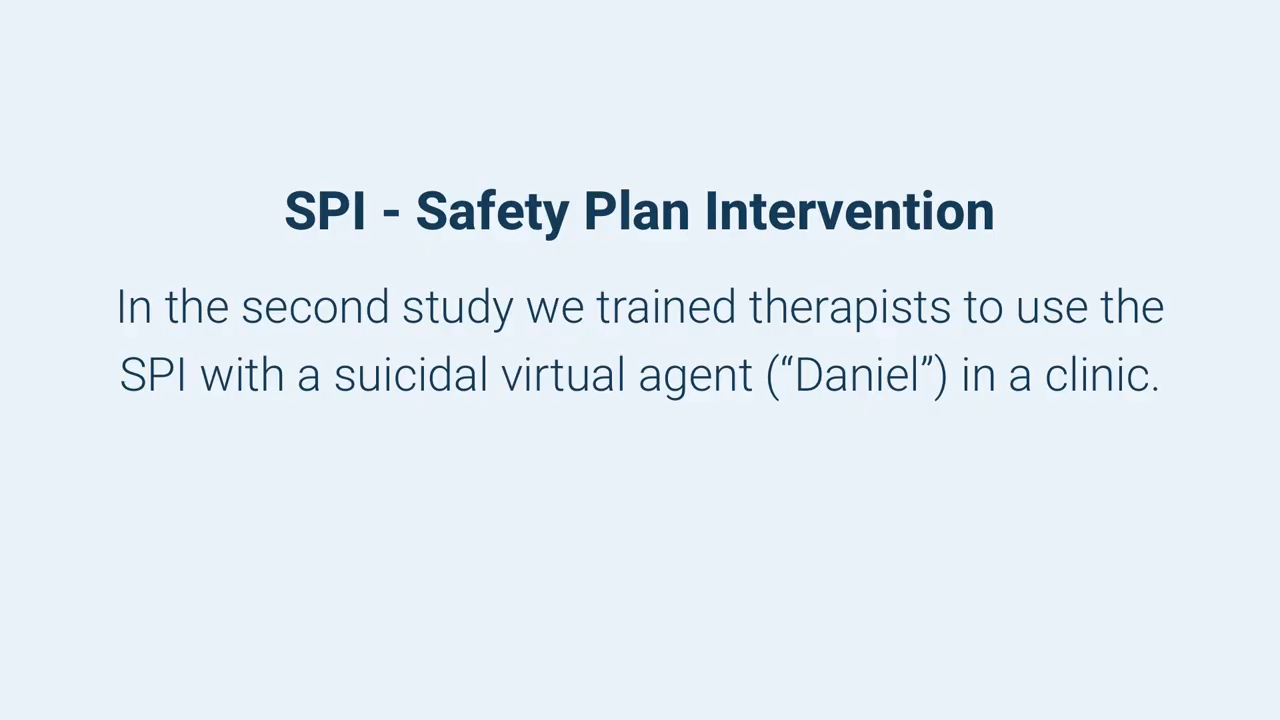 SPI - Safety Plan Intervention
In the second study we trained therapists to use the
SPI with a suicidal virtual agent (“Daniel”) in a clinic.